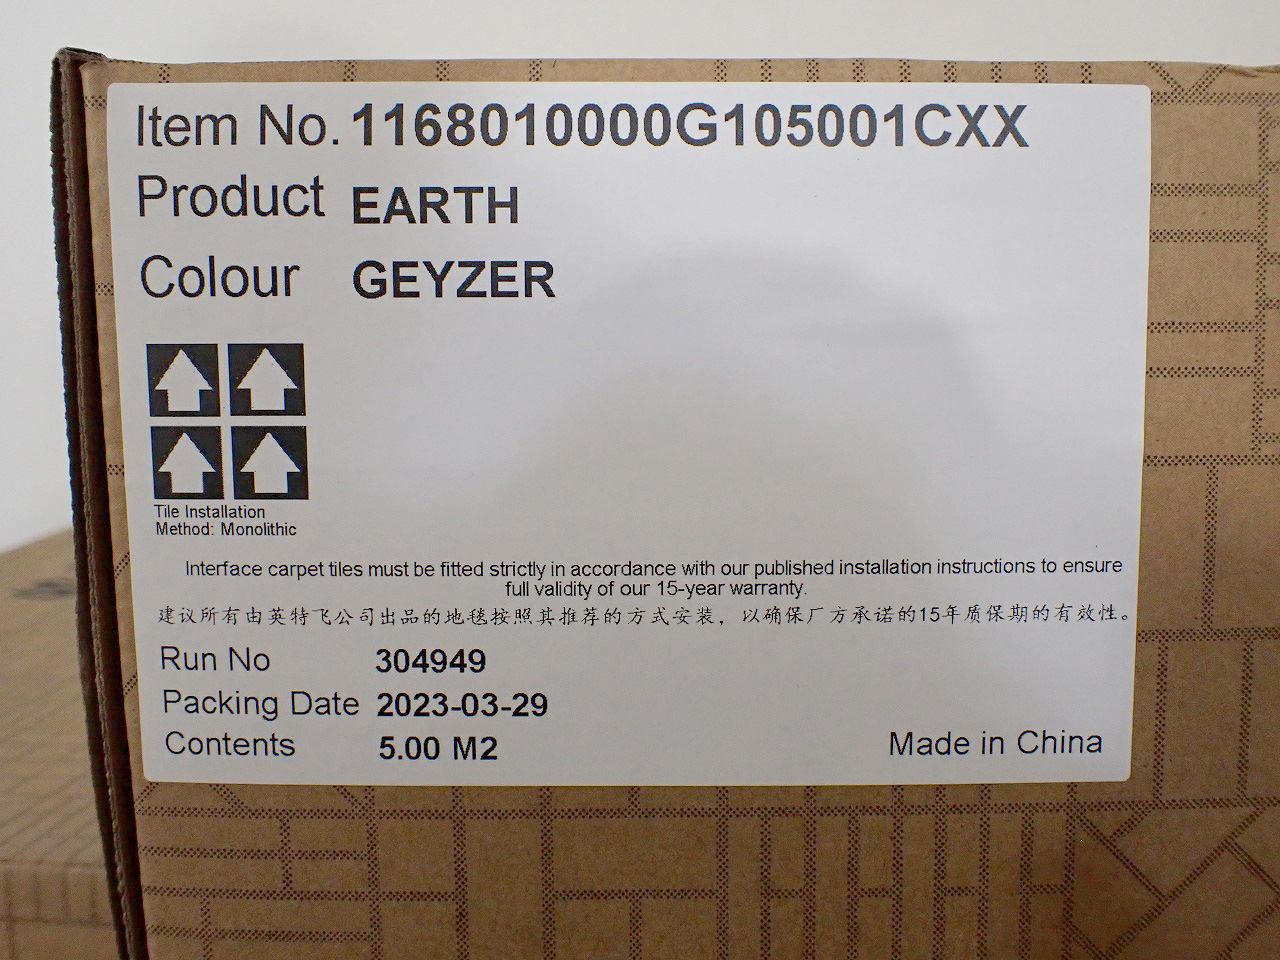 Item No. 1168010000G105001CXX
Product EARTH
Colour GEYZER
Tile Installation
Method: Monolithic
Interface carpet tiles must be fitted strictly in accordance with our published installation instructions to ensure
full validity of our 15-year warranty.
建议所有由英特飞公司出品的地毯按照其推荐的方式安装，以确保厂方承诺的15年质保期的有效性。
Run No 304949
Packing Date 2023-03-29
Contents 5.00 M2
Made in China